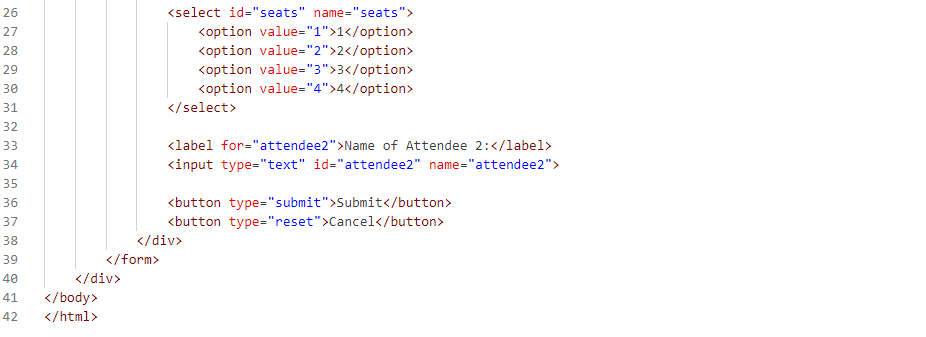 26 <select id="seats" name="seats">
27 <option value="1">1</option>
28 <option value="2">2</option>
29 <option value="3">3</option>
30 <option value="4">4</option>
31 </select>
32
33 <label for="attendee2">Name of Attendee 2:</label>
34 <input type="text" id="attendee2" name="attendee2">
35
36 <button type="submit">Submit</button>
37 <button type="reset">Cancel</button>
38 </div>
39 </form>
40 </div>
41 </body>
42 </html>